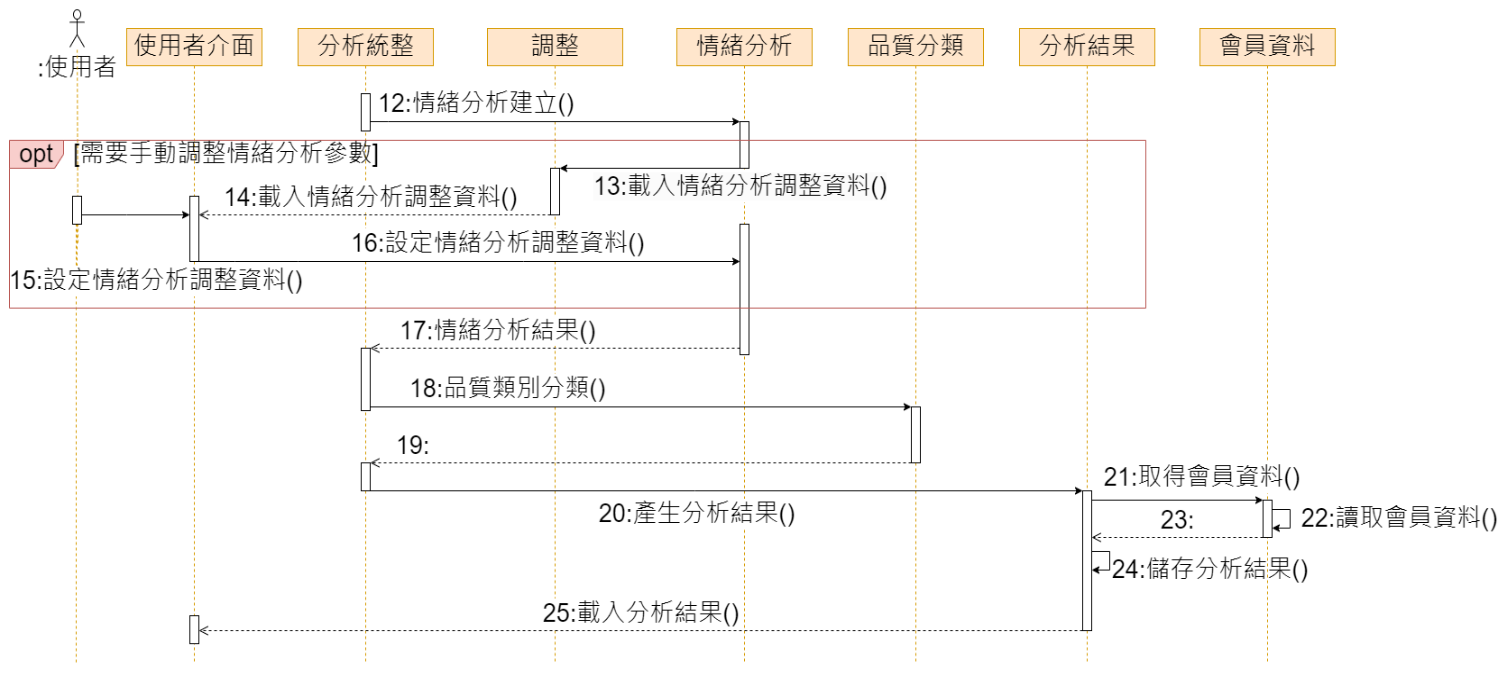 :使用者
使用者介面
分析統整
調整
情緒分析
品質分類
分析結果
會員資料
12:情緒分析建立()
opt
[需要手動調整情緒分析參數]
13:載入情緒分析調整資料()
14:載入情緒分析調整資料()
16:設定情緒分析調整資料()
15:設定情緒分析調整資料()
17:情緒分析結果()
18:品質類別分類()
19:
21:取得會員資料()
20:產生分析結果()
23:
22:讀取會員資料()
24:儲存分析結果()
25:載入分析結果()